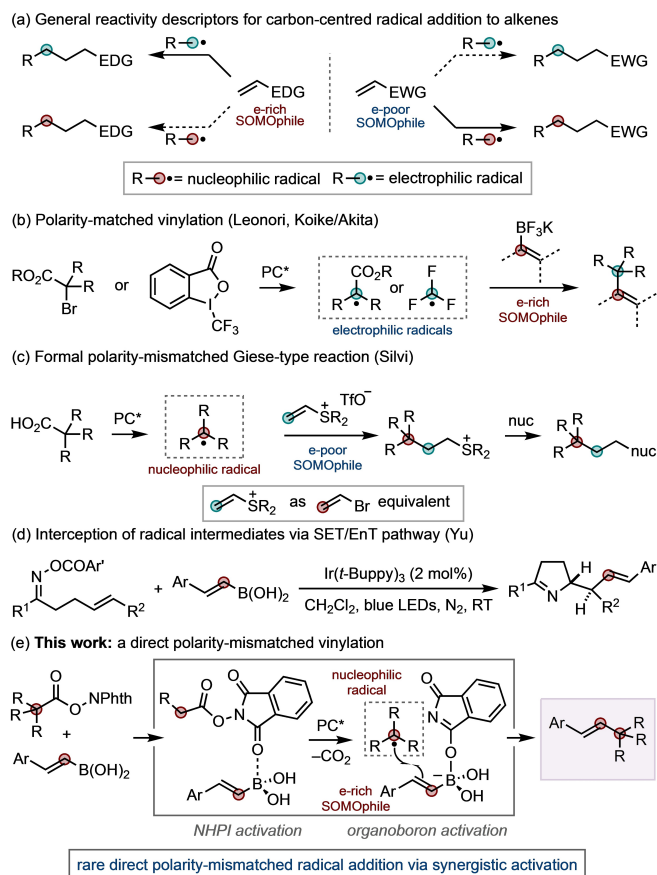 (a) General reactivity descriptors for carbon-centred radical addition to alkenes
R EDG R• EDG e-rich SOMOphile R• EDG R
EWG e-poor SOMOphile R• R EWG R• R EWG
R• = nucleophilic radical R• = electrophilic radical
(b) Polarity-matched vinylation (Leonori, Koike/Akita)
RO2C R R Br or O O I CF3 PC* CO2R R R or F F F
electrophilic radicals
BF3K
e-rich
SOMOphile
R R R
(c) Formal polarity-mismatched Giese-type reaction (Silvi)
HO2C R R R PC* R R R
nucleophilic radical
+ SR2 TfO−
e-poor
SOMOphile
R R R + SR2 nuc R R R nuc
+ SR2 as Br equivalent
(d) Interception of radical intermediates via SET/EnT pathway (Yu)
OCOAr'
N R1 R2 + Ar B(OH)2
Ir(t-Buppy)3 (2 mol%)
CH2Cl2, blue LEDs, N2, RT
R1 N H H R2 Ar
(e) This work: a direct polarity-mismatched vinylation
R R R O O NPhth
+
Ar B(OH)2
R O O N O O
Ar B OH OH
NHPI activation
PC*
−CO2
nucleophilic
radical
R R R
e-rich
SOMOphile
O N O
Ar B − OH OH
organoboron activation
Ar R R R
rare direct polarity-mismatched radical addition via synergistic activation